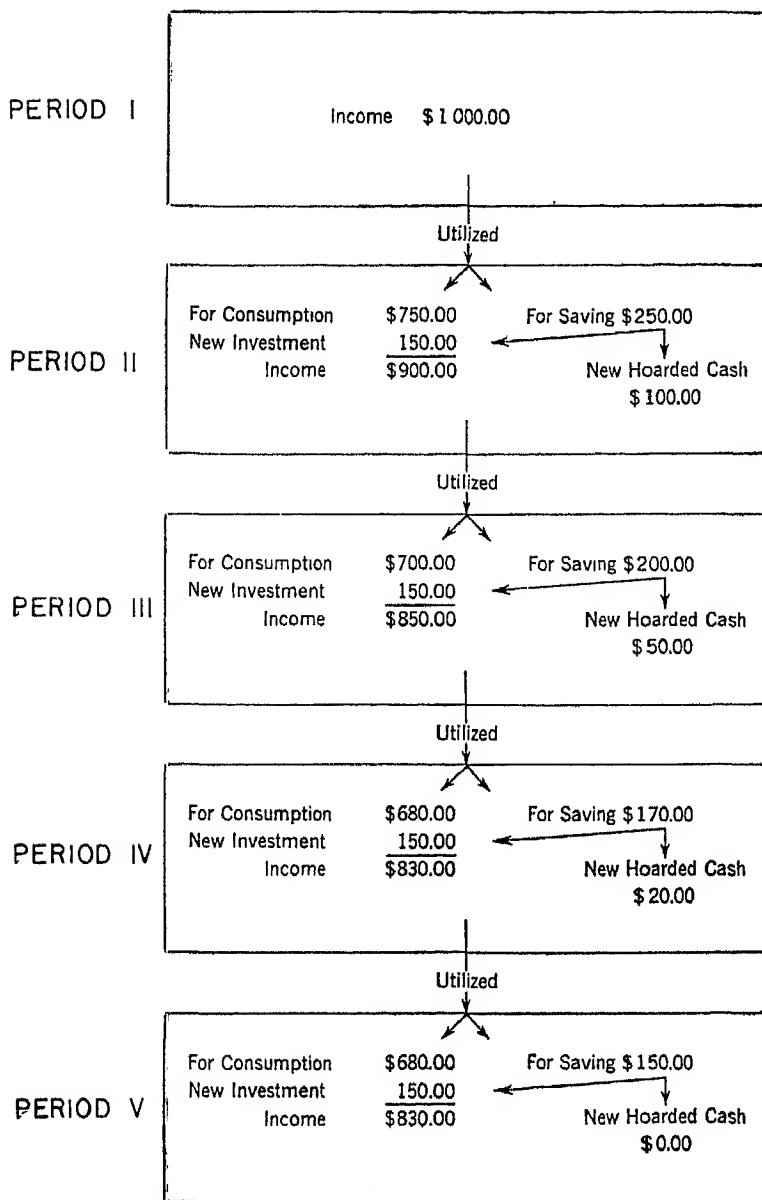 PERIOD I
Income $1000.00
Utilized
PERIOD II
For Consumption $750.00 For Saving $250.00
New Investment 150.00
Income $900.00 New Hoarded Cash
$100.00
Utilized
PERIOD III
For Consumption $700.00 For Saving $200.00
New Investment 150.00
Income $850.00 New Hoarded Cash
$50.00
Utilized
PERIOD IV
For Consumption $680.00 For Saving $170.00
New Investment 150.00
Income $830.00 New Hoarded Cash
$20.00
Utilized
PERIOD V
For Consumption $680.00 For Saving $150.00
New Investment 150.00
Income $830.00 New Hoarded Cash
$0.00